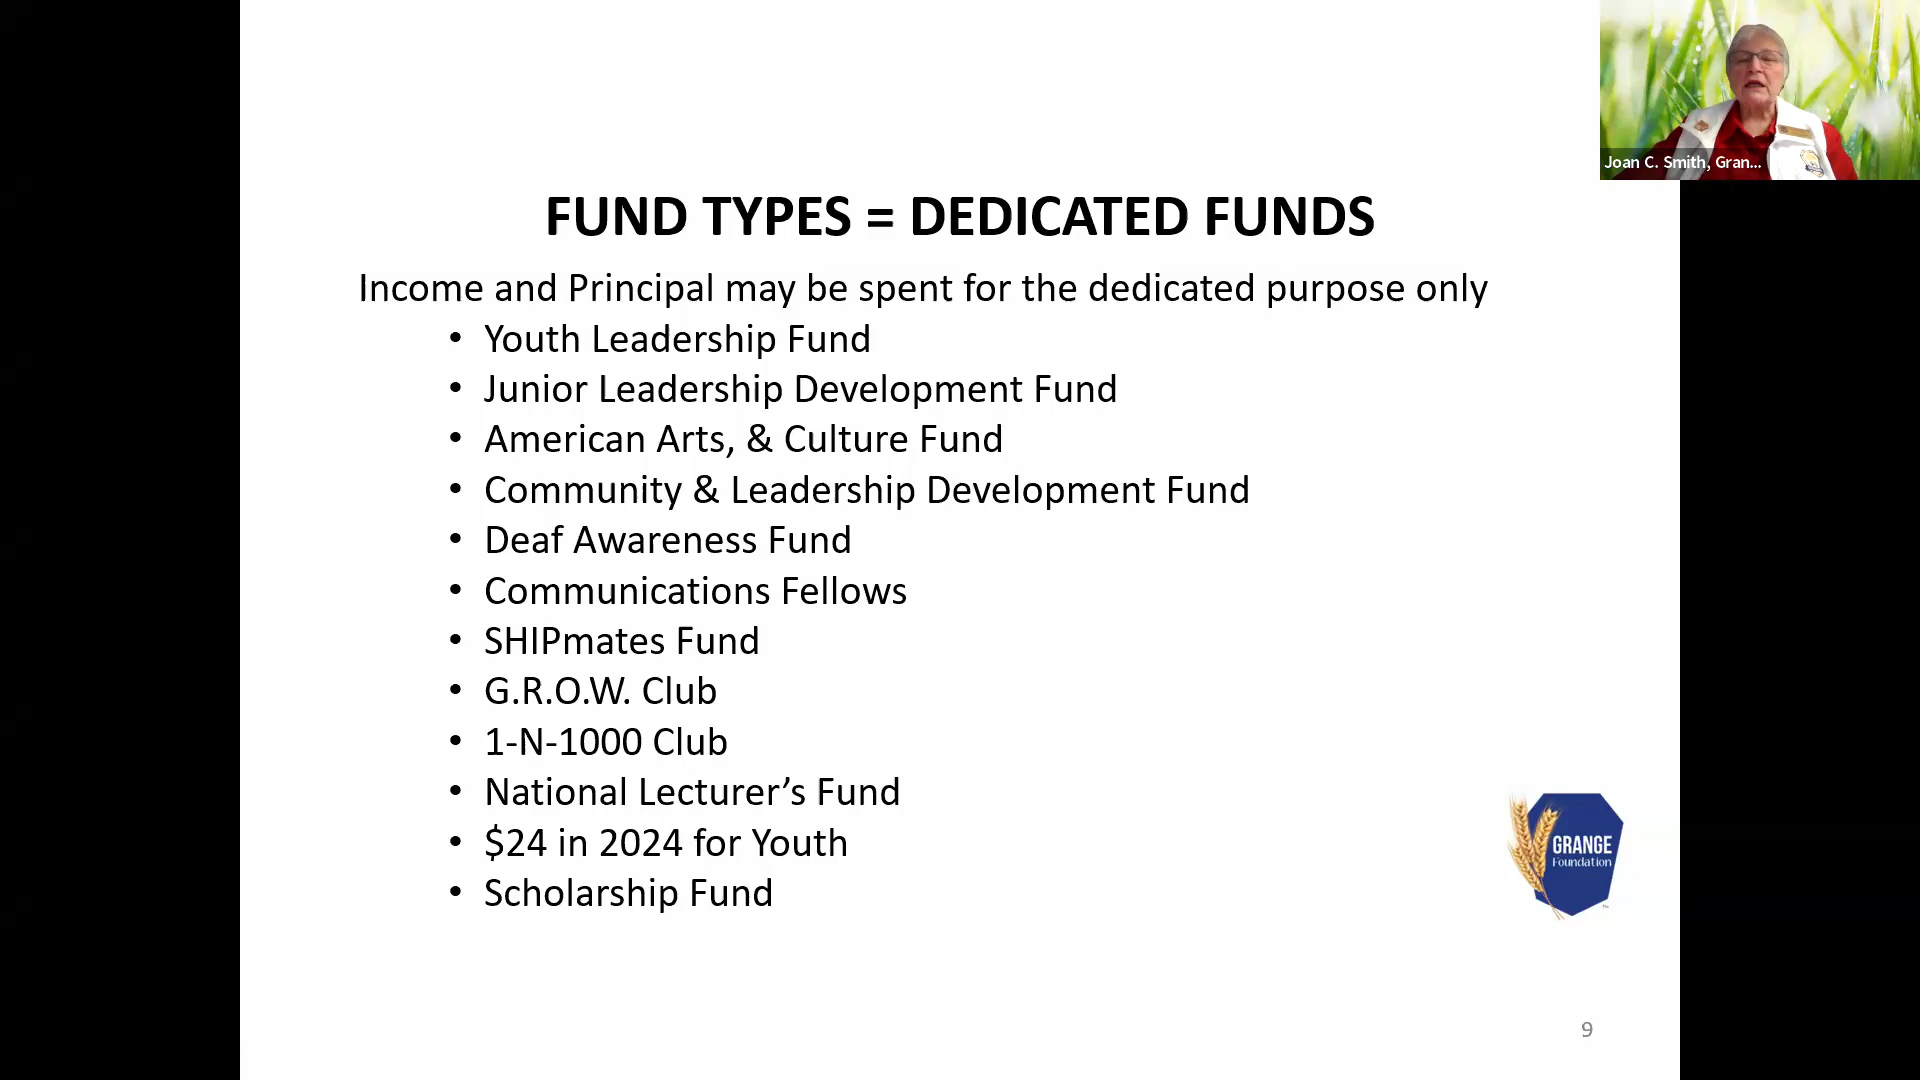 Joan C. Smith, Gran...
FUND TYPES = DEDICATED FUNDS
Income and Principal may be spent for the dedicated purpose only
• Youth Leadership Fund
• Junior Leadership Development Fund
• American Arts, & Culture Fund
• Community & Leadership Development Fund
• Deaf Awareness Fund
• Communications Fellows
• SHIPmates Fund
• G.R.O.W. Club
• 1-N-1000 Club
• National Lecturer’s Fund
• $24 in 2024 for Youth
• Scholarship Fund
GRANGE
Foundation
9